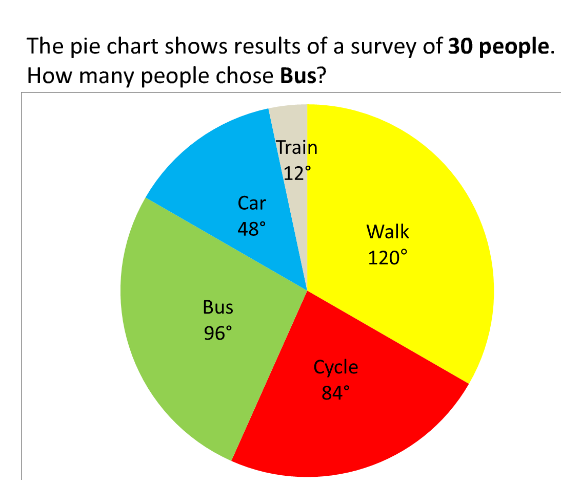 The pie chart shows results of a survey of 30 people.
How many people chose Bus?
Train
12°
Car
48°
Walk
120°
Bus
96°
Cycle
84°